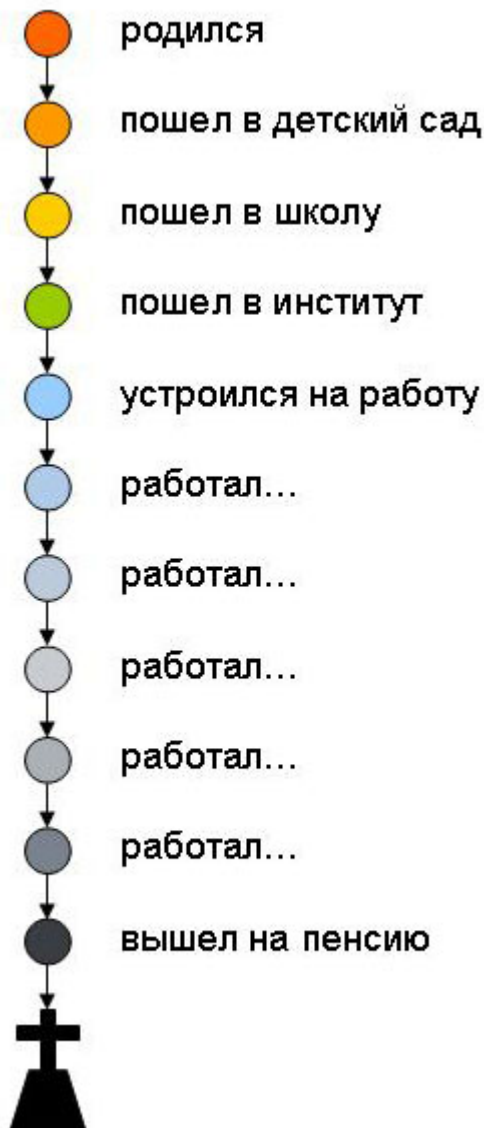 родился
пошел в детский сад
пошел в школу
пошел в институт
устроился на работу
работал...
работал...
работал...
работал...
работал...
вышел на пенсию